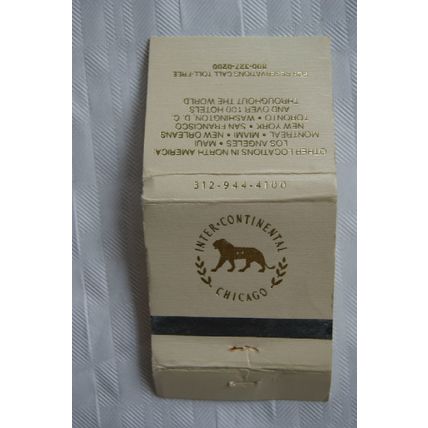 OTHER LOCATIONS IN NORTH AMERICA
LOS ANGELES • MAUI
MONTREAL • MIAMI • NEW ORLEANS
NEW YORK • SAN FRANCISCO
TORONTO • WASHINGTON D. C.
AND OVER 100 HOTELS
THROUGHOUT THE WORLD
FOR RESERVATIONS CALL TOLL-FREE
800-327-0200
312-944-4100
INTER•CONTINENTAL
CHICAGO